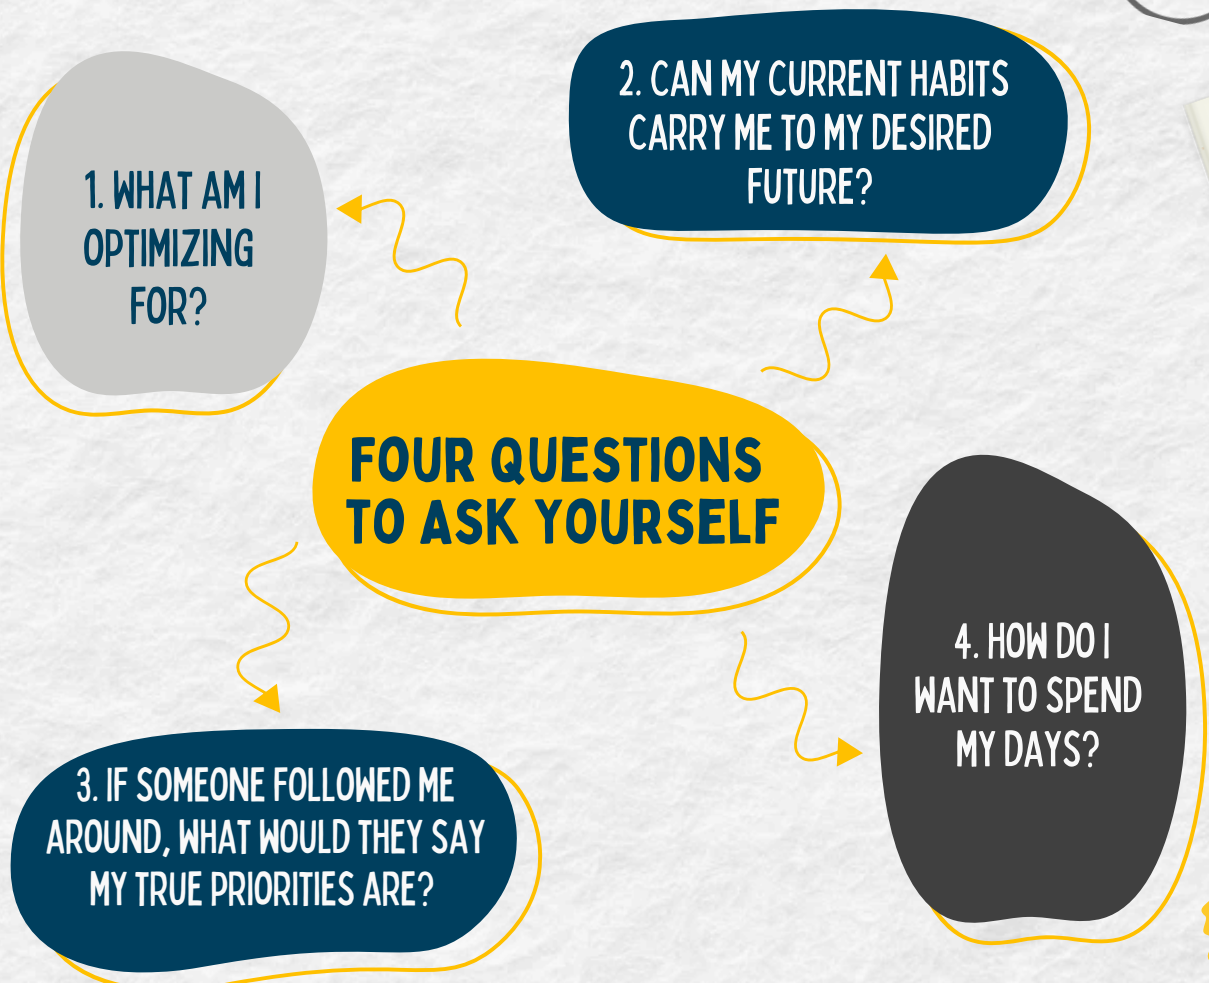 FOUR QUESTIONS
TO ASK YOURSELF
1. WHAT AM I
OPTIMIZING
FOR?
2. CAN MY CURRENT HABITS
CARRY ME TO MY DESIRED
FUTURE?
3. IF SOMEONE FOLLOWED ME
AROUND, WHAT WOULD THEY SAY
MY TRUE PRIORITIES ARE?
4. HOW DO I
WANT TO SPEND
MY DAYS?